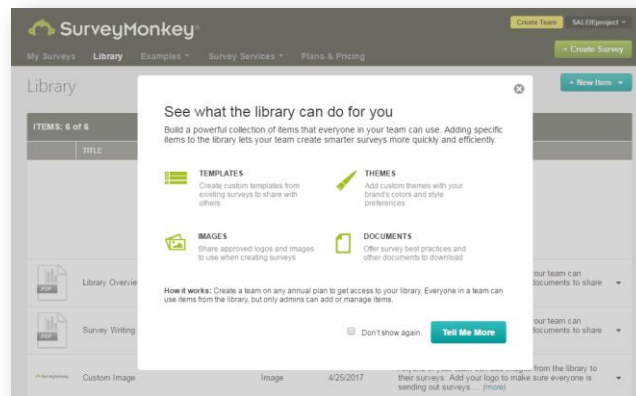 SurveyMonkey
Create Team SALEIEproject
My Surveys Library Examples Survey Services Plans & Pricing
+ Create Survey
Library
+ New Item
ITEMS: 6 of 6
TITLE
See what the library can do for you
Build a powerful collection of items that everyone in your team can use. Adding specific
items to the library lets your team create smarter surveys more quickly and efficiently.
TEMPLATES
Create custom templates from
existing surveys to share with
others
THEMES
Add custom themes with your
brand's colors and style
preferences
IMAGES
Share approved logos and images
to use when creating surveys
DOCUMENTS
Offer survey best practices and
other documents to download
How it works: Create a team on any annual plan to get access to your library. Everyone in a team can
use items from the library, but only admins can add or manage items.
Don't show again.
Tell Me More
PDF
Library Overvie
your team can
documents to share
PDF
Survey Writing
your team can
documents to share
SurveyMonkey
Custom Image
Image
4/25/2017
from the library to
their surveys. Add your logo to make sure everyone is
sending out surveys ... (more)